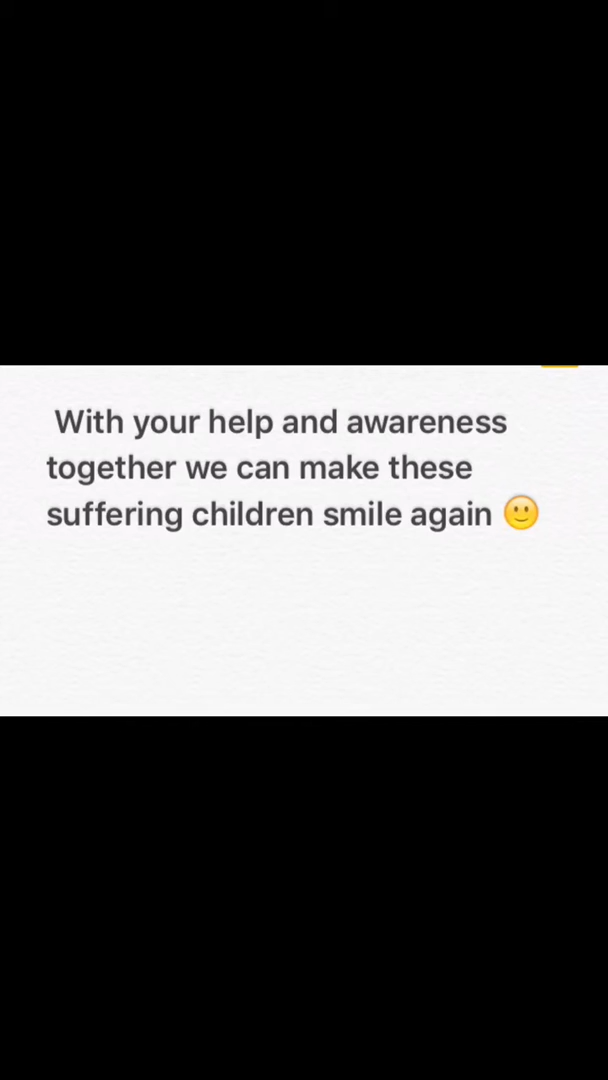 With your help and awareness
together we can make these
suffering children smile again 🙂